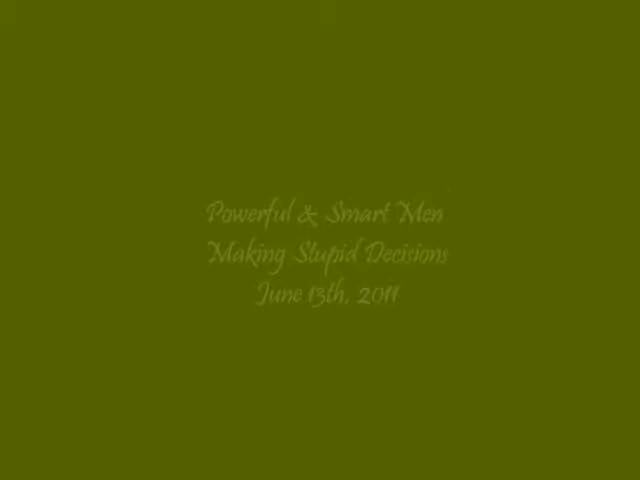 Powerful & Smart Men
Making Stupid Decisions
June 13th, 2011